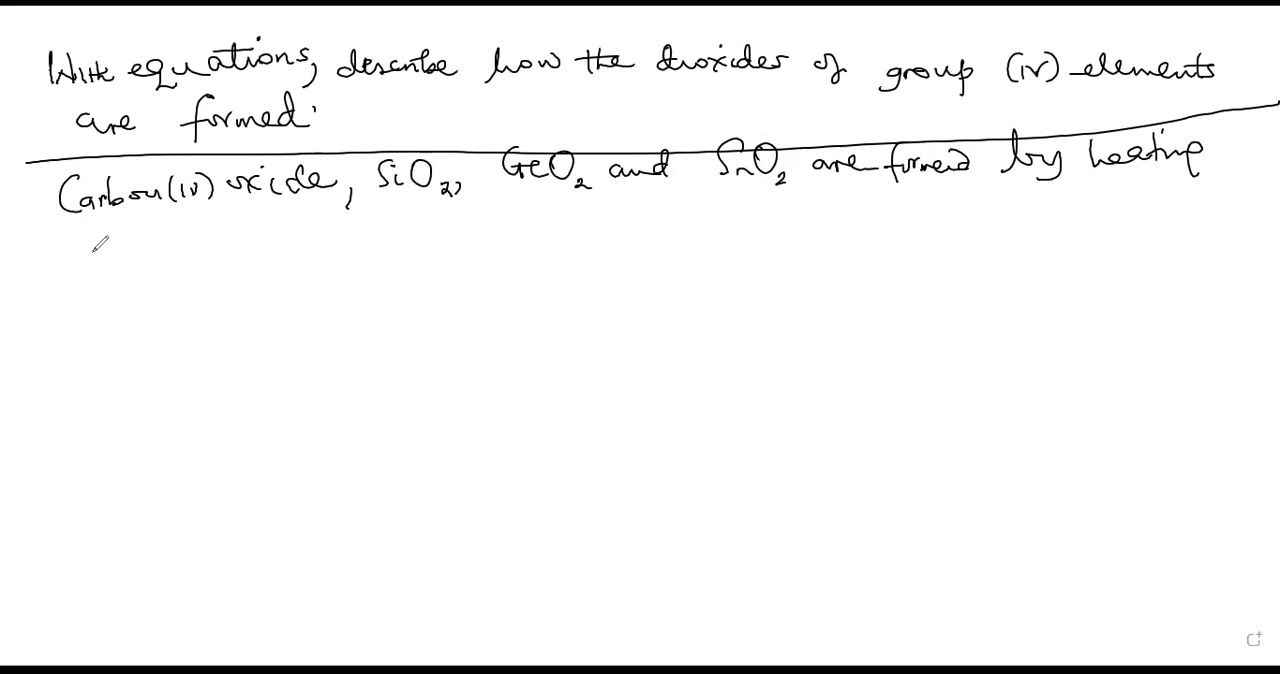 With equations, describe how the dioxides of group (iv) elements
are formed.
Carbon(iv) oxide, SiO₂, GeO₂ and SnO₂ are formed by heating